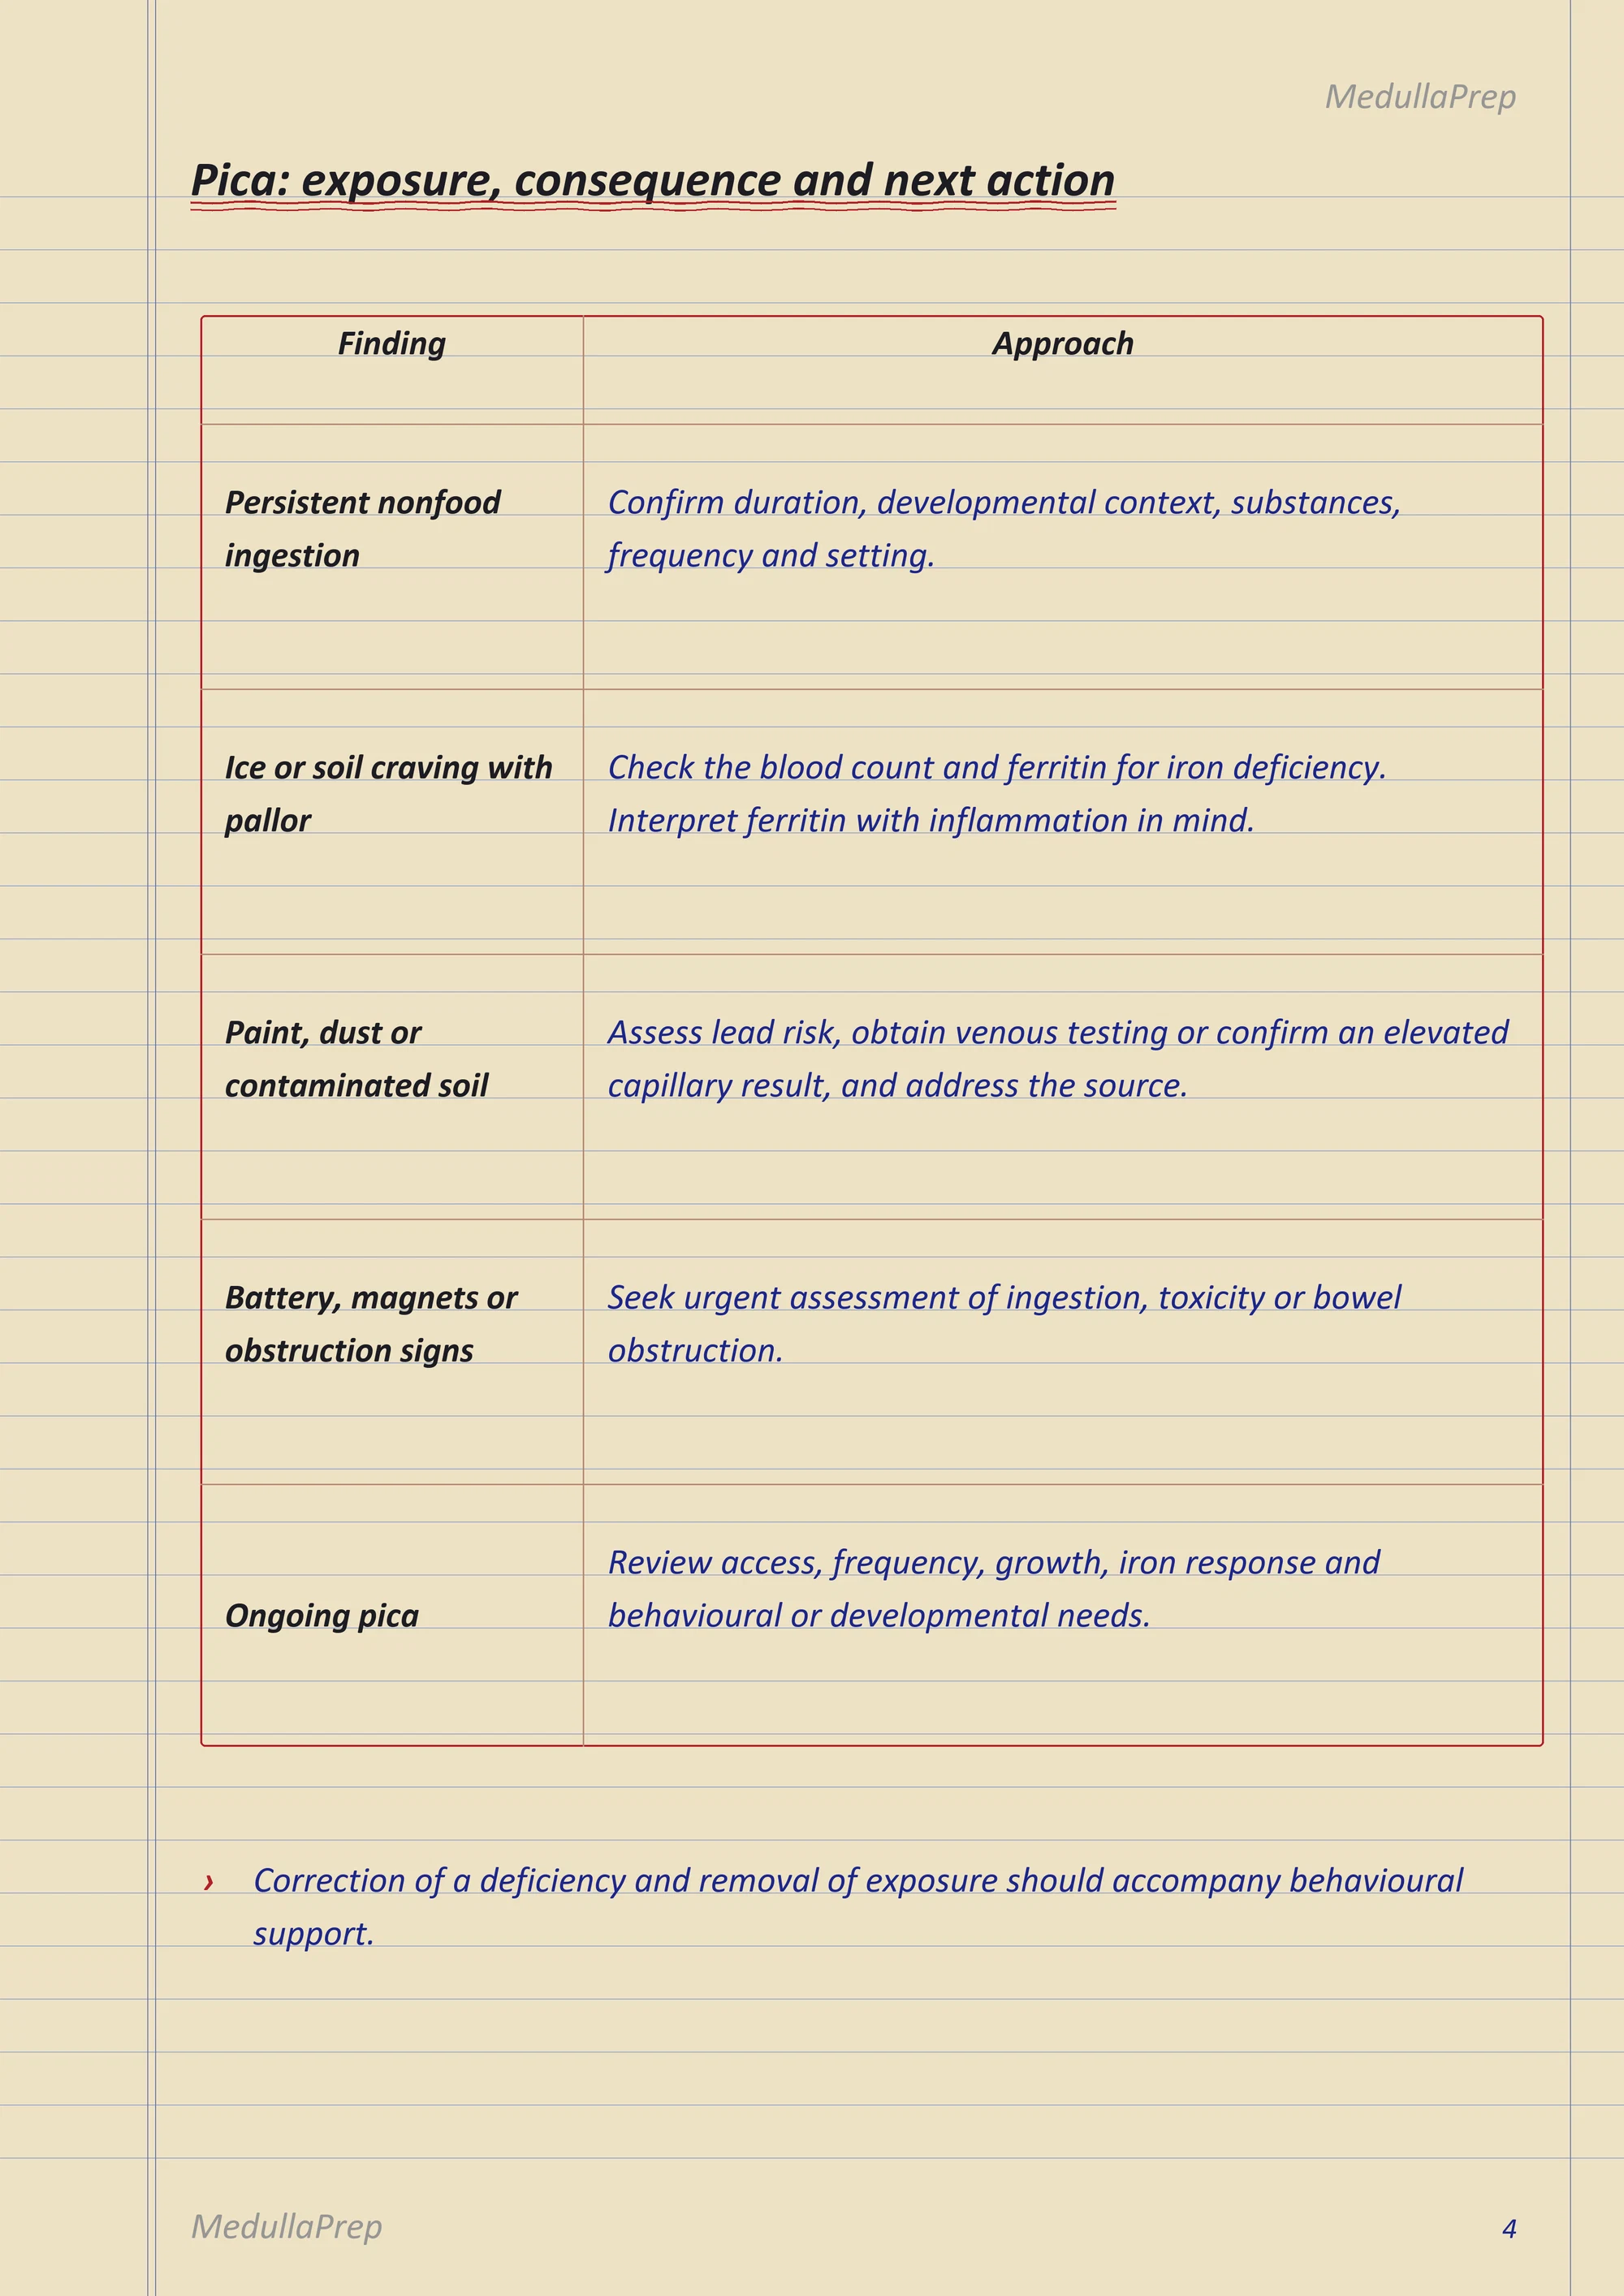 MedullaPrep
Pica: exposure, consequence and next action
Finding
Approach
Persistent nonfood
ingestion
Confirm duration, developmental context, substances,
frequency and setting.
Ice or soil craving with
pallor
Check the blood count and ferritin for iron deficiency.
Interpret ferritin with inflammation in mind.
Paint, dust or
contaminated soil
Assess lead risk, obtain venous testing or confirm an elevated
capillary result, and address the source.
Battery, magnets or
obstruction signs
Seek urgent assessment of ingestion, toxicity or bowel
obstruction.
Ongoing pica
Review access, frequency, growth, iron response and
behavioural or developmental needs.
› Correction of a deficiency and removal of exposure should accompany behavioural
support.
MedullaPrep
4